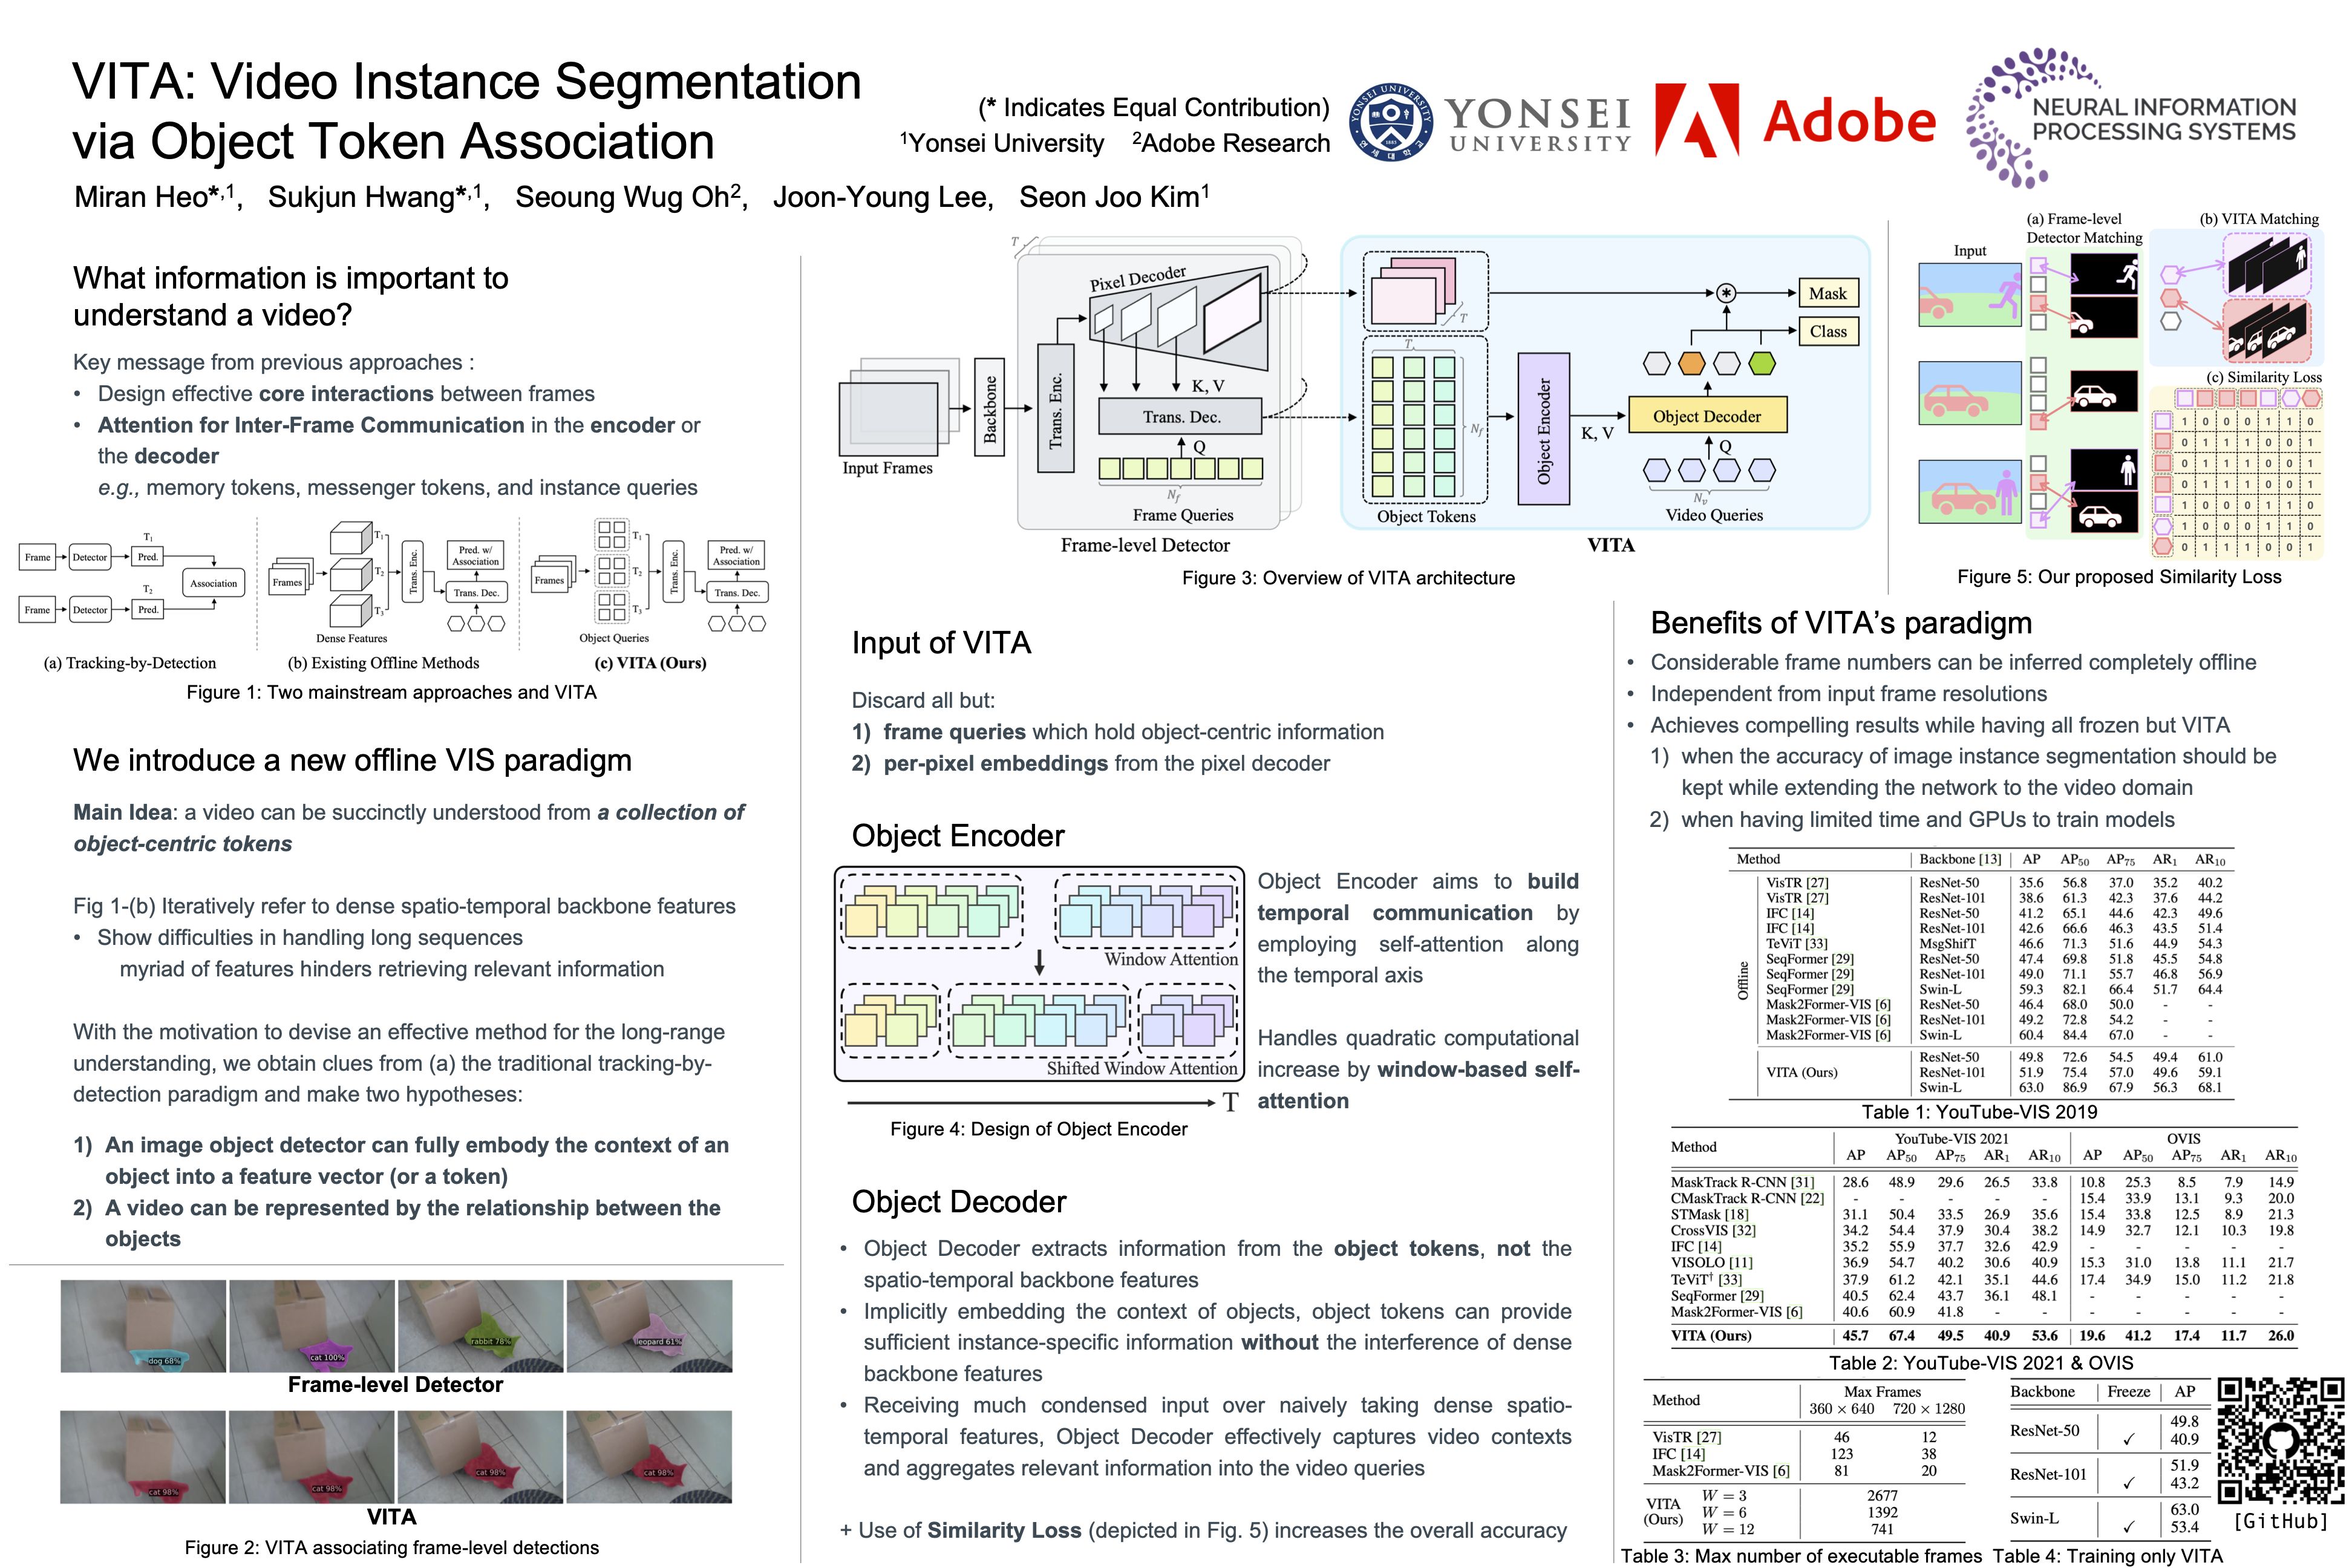 VITA: Video Instance Segmentation
via Object Token Association
Miran Heo*,1, Sukjun Hwang*,1, Seoung Wug Oh2, Joon-Young Lee, Seon Joo Kim1
(* Indicates Equal Contribution)
1Yonsei University 2Adobe Research
YONSEI
UNIVERSITY
Adobe
NEURAL INFORMATION
PROCESSING SYSTEMS
What information is important to
understand a video?
Key message from previous approaches :
• Design effective core interactions between frames
• Attention for Inter-Frame Communication in the encoder or
the decoder
e.g., memory tokens, messenger tokens, and instance queries
Frame Detector T1 Pred.
Association
Frame Detector T2 Pred.
(a) Tracking-by-Detection
Frames T1 T2 T3 Trans. Enc. Pred. w/ Association
Trans. Dec.
Dense Features
(b) Existing Offline Methods
Frames T1 T2 T3 Trans. Enc. Pred. w/ Association
Trans. Dec.
Object Queries
(c) VITA (Ours)
Figure 1: Two mainstream approaches and VITA
We introduce a new offline VIS paradigm
Main Idea: a video can be succinctly understood from a collection of
object-centric tokens
Fig 1-(b) Iteratively refer to dense spatio-temporal backbone features
• Show difficulties in handling long sequences
myriad of features hinders retrieving relevant information
With the motivation to devise an effective method for the long-range
understanding, we obtain clues from (a) the traditional tracking-by-
detection paradigm and make two hypotheses:
1) An image object detector can fully embody the context of an
object into a feature vector (or a token)
2) A video can be represented by the relationship between the
objects
dog 68%
cat 100%
rabbit 78%
leopard 61%
Frame-level Detector
cat 98%
cat 98%
cat 98%
cat 98%
VITA
Figure 2: VITA associating frame-level detections
T
Pixel Decoder
Input Frames
Backbone
Trans. Enc.
K, V
Trans. Dec.
Q
Nf
Frame Queries
Frame-level Detector
T
T
Nf
Object Tokens
Object Encoder
K, V
Object Decoder
Q
Nv
Video Queries
Mask
Class
VITA
Figure 3: Overview of VITA architecture
Input
(a) Frame-level
Detector Matching
(b) VITA Matching
(c) Similarity Loss
1 0 0 0 1 1 0
0 1 1 1 0 0 1
0 1 1 1 0 0 1
0 1 1 1 0 0 1
1 0 0 0 1 1 0
1 0 0 0 1 1 0
0 1 1 1 0 0 1
Figure 5: Our proposed Similarity Loss
Input of VITA
Discard all but:
1) frame queries which hold object-centric information
2) per-pixel embeddings from the pixel decoder
Object Encoder
Window Attention
Shifted Window Attention
T
Figure 4: Design of Object Encoder
Object Encoder aims to build
temporal communication by
employing self-attention along
the temporal axis
Handles quadratic computational
increase by window-based self-
attention
Object Decoder
• Object Decoder extracts information from the object tokens, not the
spatio-temporal backbone features
• Implicitly embedding the context of objects, object tokens can provide
sufficient instance-specific information without the interference of dense
backbone features
• Receiving much condensed input over naively taking dense spatio-
temporal features, Object Decoder effectively captures video contexts
and aggregates relevant information into the video queries
+ Use of Similarity Loss (depicted in Fig. 5) increases the overall accuracy
Benefits of VITA's paradigm
• Considerable frame numbers can be inferred completely offline
• Independent from input frame resolutions
• Achieves compelling results while having all frozen but VITA
1) when the accuracy of image instance segmentation should be
kept while extending the network to the video domain
2) when having limited time and GPUs to train models
Method Backbone [13] AP AP50 AP75 AR1 AR10
Offline
VisTR [27] ResNet-50 35.6 56.8 37.0 35.2 40.2
VisTR [27] ResNet-101 38.6 61.3 42.3 37.6 44.2
IFC [14] ResNet-50 41.2 65.1 44.6 42.3 49.6
IFC [14] ResNet-101 42.6 66.6 46.3 43.5 51.4
TeViT [33] MsgShifT 46.6 71.3 51.6 44.9 54.3
SeqFormer [29] ResNet-50 47.4 69.8 51.8 45.5 54.8
SeqFormer [29] ResNet-101 49.0 71.1 55.7 46.8 56.9
SeqFormer [29] Swin-L 59.3 82.1 66.4 51.7 64.4
Mask2Former-VIS [6] ResNet-50 46.4 68.0 50.0 - -
Mask2Former-VIS [6] ResNet-101 49.2 72.8 54.2 - -
Mask2Former-VIS [6] Swin-L 60.4 84.4 67.0 - -
ResNet-50 49.8 72.6 54.5 49.4 61.0
VITA (Ours) ResNet-101 51.9 75.4 57.0 49.6 59.1
Swin-L 63.0 86.9 67.9 56.3 68.1
Table 1: YouTube-VIS 2019
Method YouTube-VIS 2021 OVIS
AP AP50 AP75 AR1 AR10 AP AP50 AP75 AR1 AR10
MaskTrack R-CNN [31] 28.6 48.9 29.6 26.5 33.8 10.8 25.3 8.5 7.9 14.9
CMaskTrack R-CNN [22] - - - - - 15.4 33.9 13.1 9.3 20.0
STMask [18] 31.1 50.4 33.5 26.9 35.6 15.4 33.8 12.5 8.9 21.3
CrossVIS [32] 34.2 54.4 37.9 30.4 38.2 14.9 32.7 12.1 10.3 19.8
IFC [14] 35.2 55.9 37.7 32.6 42.9 - - - - -
VISOLO [11] 36.9 54.7 40.2 30.6 40.9 15.3 31.0 13.8 11.1 21.7
TeViT† [33] 37.9 61.2 42.1 35.1 44.6 17.4 34.9 15.0 11.2 21.8
SeqFormer [29] 40.5 62.4 43.7 36.1 48.1 - - - - -
Mask2Former-VIS [6] 40.6 60.9 41.8 - - - - - - -
VITA (Ours) 45.7 67.4 49.5 40.9 53.6 19.6 41.2 17.4 11.7 26.0
Table 2: YouTube-VIS 2021 & OVIS
Method Max Frames
360 × 640 720 × 1280
VisTR [27] 46 12
IFC [14] 123 38
Mask2Former-VIS [6] 81 20
VITA (Ours) W = 3 2677
W = 6 1392
W = 12 741
Table 3: Max number of executable frames
Backbone Freeze AP
ResNet-50 49.8
✓ 40.9
ResNet-101 51.9
✓ 43.2
Swin-L 63.0
✓ 53.4
Table 4: Training only VITA
[GitHub]